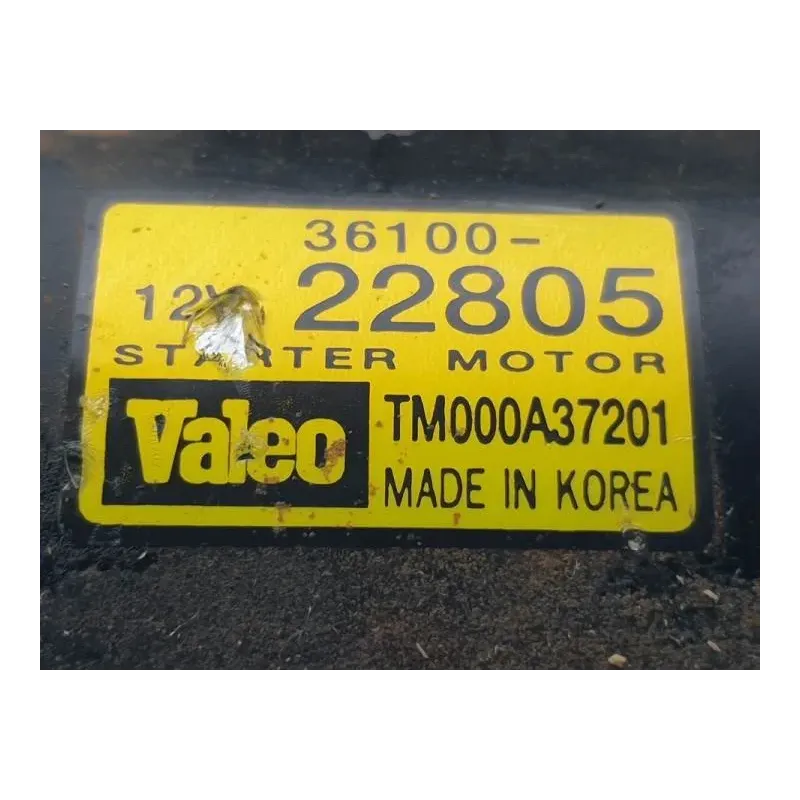 36100-
12V 22805
STARTER MOTOR
Valeo
TM000A37201
MADE IN KOREA